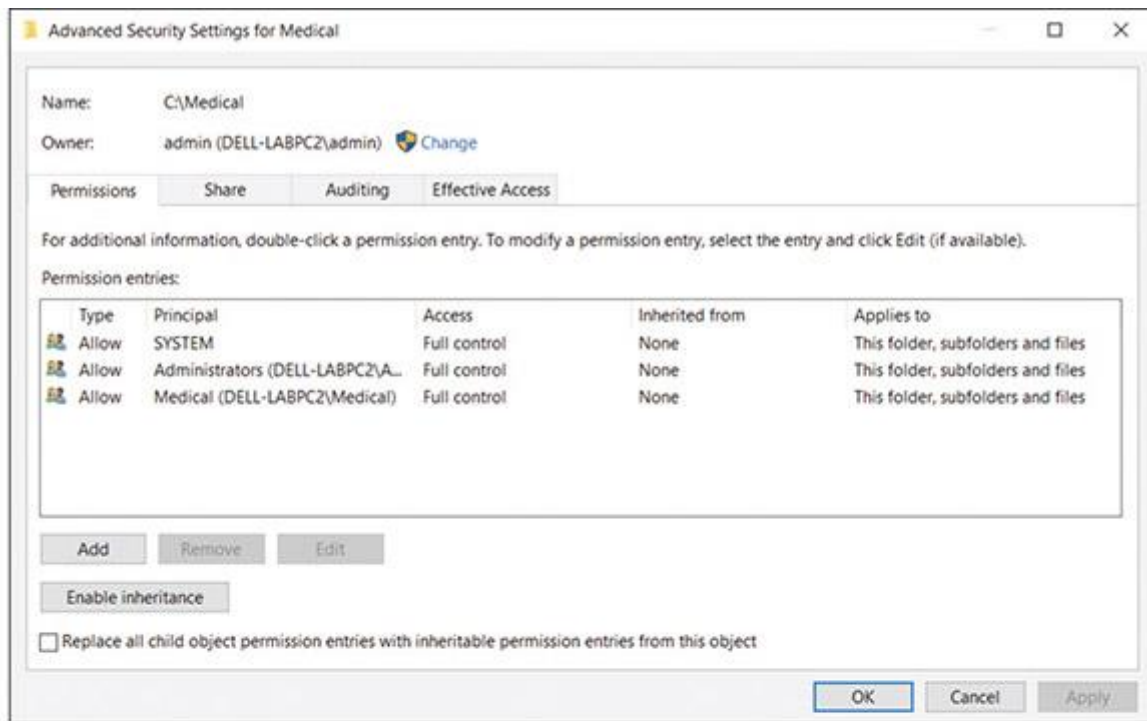 Advanced Security Settings for Medical
Name: C:\Medical
Owner: admin (DELL-LABPC2\admin) Change
Permissions Share Auditing Effective Access
For additional information, double-click a permission entry. To modify a permission entry, select the entry and click Edit (if available).
Permission entries:
Type Principal Access Inherited from Applies to
Allow SYSTEM Full control None This folder, subfolders and files
Allow Administrators (DELL-LABPC2\A... Full control None This folder, subfolders and files
Allow Medical (DELL-LABPC2\Medical) Full control None This folder, subfolders and files
Add Remove Edit
Enable inheritance
Replace all child object permission entries with inheritable permission entries from this object
OK Cancel Apply